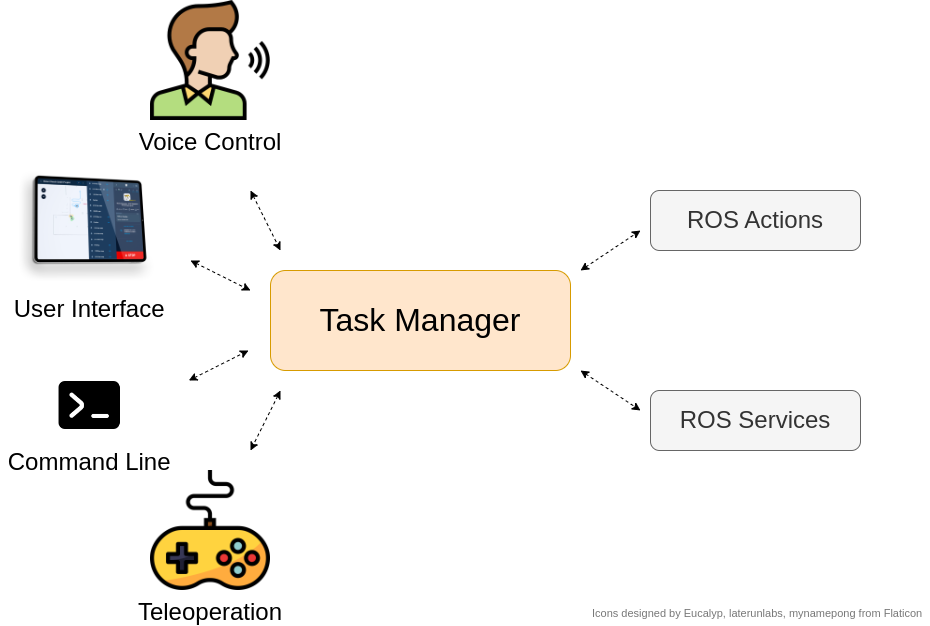 Voice Control
User Interface
Command Line
Teleoperation
Task Manager
ROS Actions
ROS Services
Icons designed by Eucalyp, laterunlabs, mynamepong from Flaticon